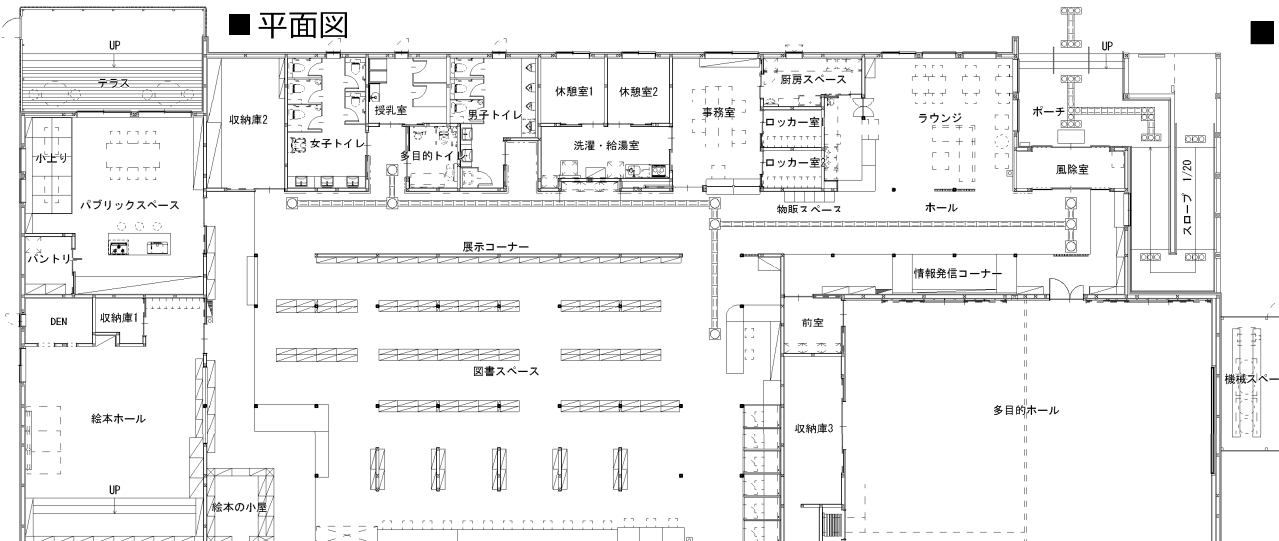 ■平面図
■
UP
テラス
UP
収納庫2
授乳室
男子トイレ
女子トイレ
多目的トイレ
休憩室1
休憩室2
洗濯・給湯室
事務室
厨房スペース
ロッカー室1
ロッカー室2
ラウンジ
ポーチ
風除室
スロープ 1/20
小上り
パブリックスペース
パントリー
物販スペース
ホール
展示コーナー
情報発信コーナー
DEN
収納庫1
前室
図書スペース
機械スペー
絵本ホール
多目的ホール
収納庫3
UP
絵本の小屋